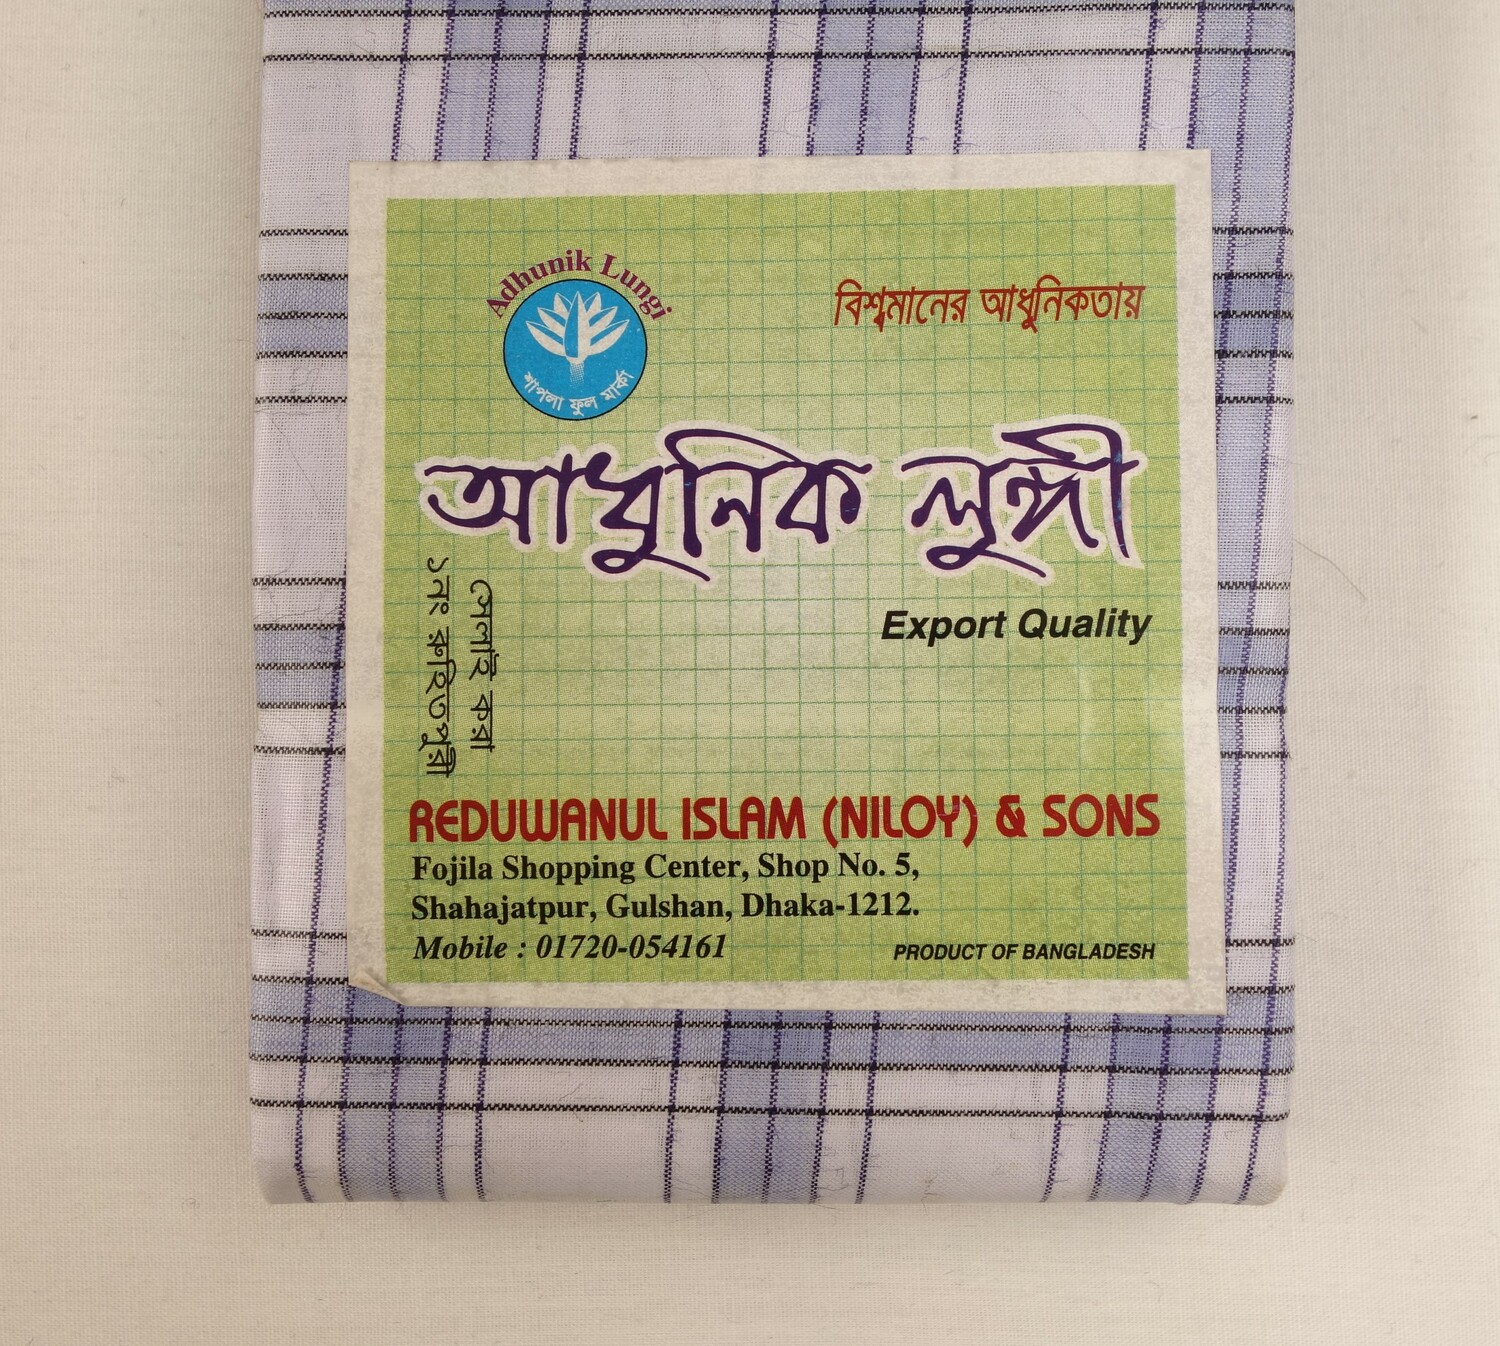 Adhunik Lungi
শাপলা ফুল মার্কা
বিশ্বমানের আধুনিকতায়
আধুনিক লুঙ্গী
Export Quality
সেলাই করা
১নং রুহিতপুরী
REDUWANUL ISLAM (NILOY) & SONS
Fojila Shopping Center, Shop No. 5,
Shahajatpur, Gulshan, Dhaka-1212.
Mobile : 01720-054161
PRODUCT OF BANGLADESH